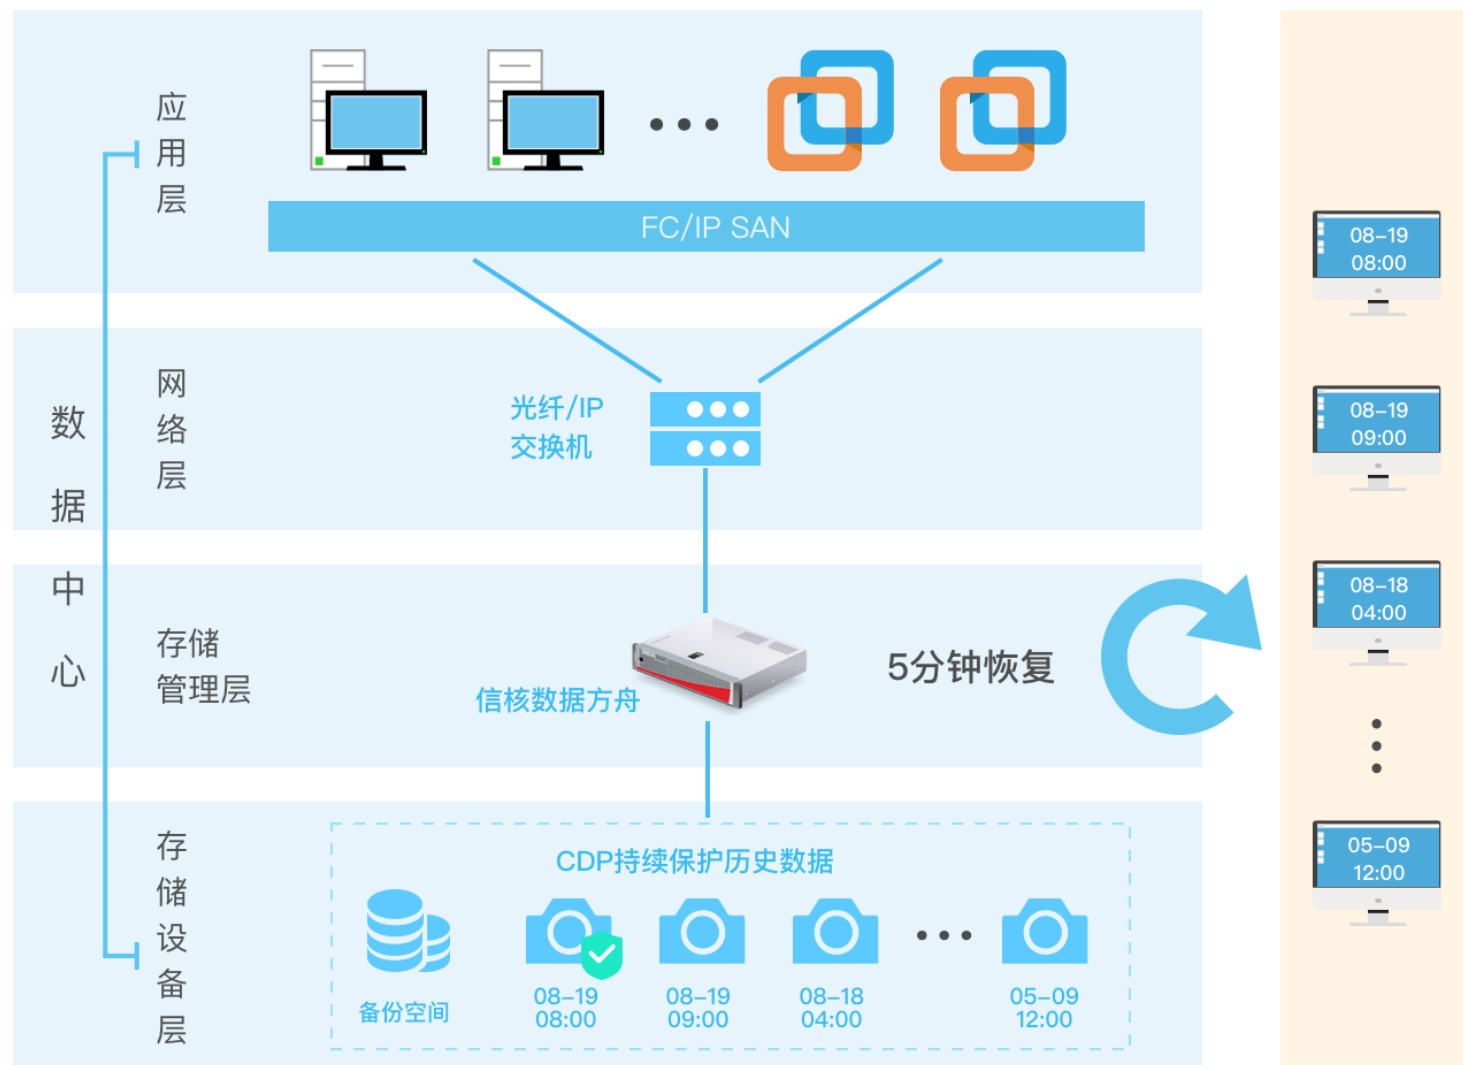 应用层
FC/IP SAN
数据中心
网络层
光纤/IP
交换机
存储
管理层
信核数据方舟
5分钟恢复
存储设备层
CDP持续保护历史数据
备份空间
08-19
08:00
08-19
09:00
08-18
04:00
05-09
12:00
08-19
08:00
08-19
09:00
08-18
04:00
05-09
12:00